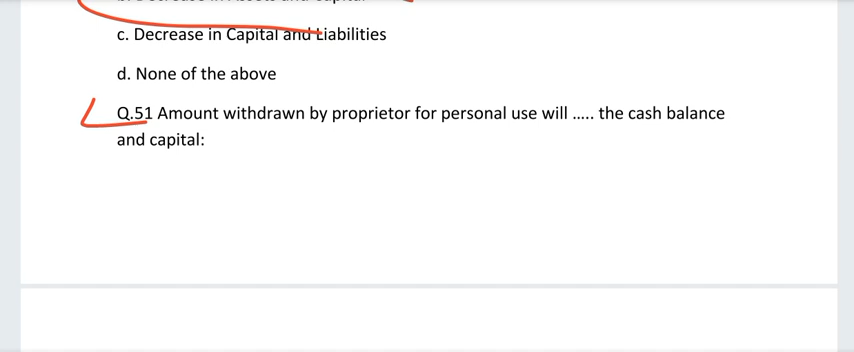 c. Decrease in Capital and Liabilities
d. None of the above
Q.51 Amount withdrawn by proprietor for personal use will ..... the cash balance
and capital: